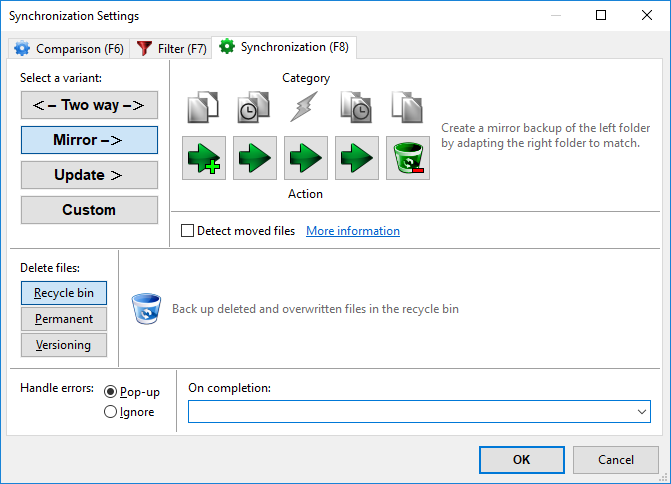 Synchronization Settings
Comparison (F6)
Filter (F7)
Synchronization (F8)
Select a variant:
< – Two way – >
Mirror – >
Update >
Custom
Category
Action
Create a mirror backup of the left folder
by adapting the right folder to match.
Detect moved files
More information
Delete files:
Recycle bin
Permanent
Versioning
Back up deleted and overwritten files in the recycle bin
Handle errors:
Pop-up
Ignore
On completion:
OK
Cancel